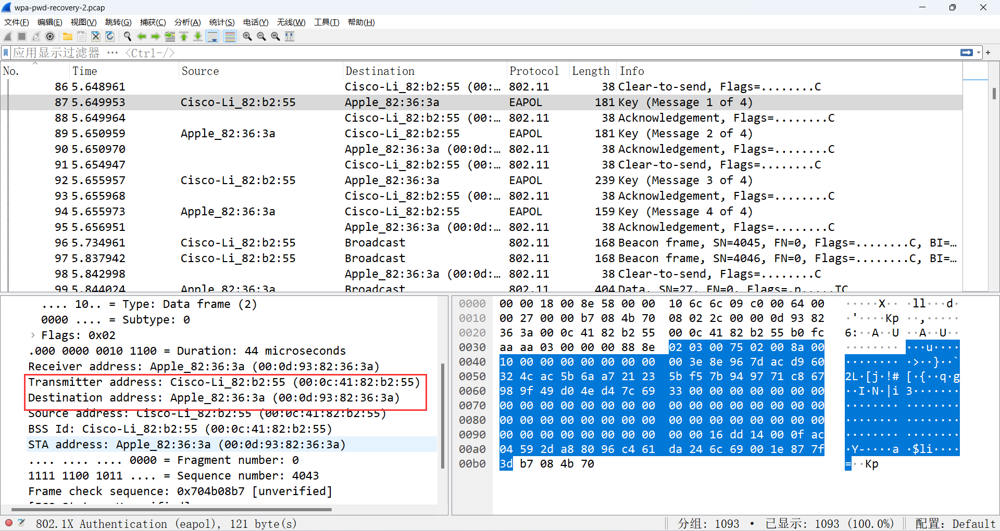 wpa-pwd-recovery-2.pcap
文件(F) 编辑(E) 视图(V) 跳转(G) 捕获(C) 分析(A) 统计(S) 电话(Y) 无线(W) 工具(T) 帮助(H)
应用显示过滤器 … <Ctrl-/>
No. Time Source Destination Protocol Length Info
86 5.648961 Cisco-Li_82:b2:55 (00:… 802.11 38 Clear-to-send, Flags=........C
87 5.649953 Cisco-Li_82:b2:55 Apple_82:36:3a EAPOL 181 Key (Message 1 of 4)
88 5.649964 Cisco-Li_82:b2:55 (00:… 802.11 38 Acknowledgement, Flags=........C
89 5.650959 Apple_82:36:3a Cisco-Li_82:b2:55 EAPOL 181 Key (Message 2 of 4)
90 5.650970 Apple_82:36:3a (00:0d:… 802.11 38 Acknowledgement, Flags=........C
91 5.654947 Cisco-Li_82:b2:55 (00:… 802.11 38 Clear-to-send, Flags=........C
92 5.655957 Cisco-Li_82:b2:55 Apple_82:36:3a EAPOL 239 Key (Message 3 of 4)
93 5.655968 Cisco-Li_82:b2:55 (00:… 802.11 38 Acknowledgement, Flags=........C
94 5.655973 Apple_82:36:3a Cisco-Li_82:b2:55 EAPOL 159 Key (Message 4 of 4)
95 5.656951 Apple_82:36:3a (00:0d:… 802.11 38 Acknowledgement, Flags=........C
96 5.734961 Cisco-Li_82:b2:55 Broadcast 802.11 168 Beacon frame, SN=4045, FN=0, Flags=........C, BI=…
97 5.837942 Cisco-Li_82:b2:55 Broadcast 802.11 168 Beacon frame, SN=4046, FN=0, Flags=........C, BI=…
98 5.842998 Apple_82:36:3a (00:0d:… 802.11 38 Clear-to-send, Flags=........C
99 5.844024 Apple_82:36:3a Broadcast 802.11 404 Data, SN=27, FN=0, Flags=.p.....TC
.... 10.. = Type: Data frame (2)
0000 .... = Subtype: 0
> Flags: 0x02
.000 0000 0010 1100 = Duration: 44 microseconds
Receiver address: Apple_82:36:3a (00:0d:93:82:36:3a)
Transmitter address: Cisco-Li_82:b2:55 (00:0c:41:82:b2:55)
Destination address: Apple_82:36:3a (00:0d:93:82:36:3a)
Source address: Cisco-Li_82:b2:55 (00:0c:41:82:b2:55)
BSS Id: Cisco-Li_82:b2:55 (00:0c:41:82:b2:55)
STA address: Apple_82:36:3a (00:0d:93:82:36:3a)
.... .... .... 0000 = Fragment number: 0
1111 1100 1011 .... = Sequence number: 4043
Frame check sequence: 0x704b08b7 [unverified]
0000 00 00 18 00 8e 58 00 00 10 6c 6c 09 c0 00 64 00 ·····X·· ·ll···d·
0010 00 27 00 00 b7 08 4b 70 08 02 2c 00 00 0d 93 82 ·'····Kp ··,·····
0020 36 3a 00 0c 41 82 b2 55 00 0c 41 82 b2 55 b0 fc 6:··A··U ··A··U··
0030 aa aa 03 00 00 00 88 8e 02 03 00 75 02 00 8a 00 ········ ···u····
0040 10 00 00 00 00 00 00 00 00 3e 8e 96 7d ac d9 60 ········ ·>··}··`
0050 32 4c ac 5b 6a a7 21 23 5b f5 7b 94 97 71 c8 67 2L·[j·!# [·{··q·g
0060 98 9f 49 d0 4e d4 7c 69 33 00 00 00 00 00 00 00 ··I·N·|i 3·······
0070 00 00 00 00 00 00 00 00 00 00 00 00 00 00 00 00 ········ ········
0080 00 00 00 00 00 00 00 00 00 00 00 00 00 00 00 00 ········ ········
0090 00 00 00 00 00 00 00 00 00 00 16 dd 14 00 0f ac ········ ········
00a0 04 59 2d a8 80 96 c4 61 da 24 6c 69 00 1e 87 7f ·Y-····a ·$li····
00b0 3d b7 08 4b 70 =··Kp
802.1X Authentication (eapol), 121 byte(s) 分组: 1093 · 已显示: 1093 (100.0%) 配置: Default